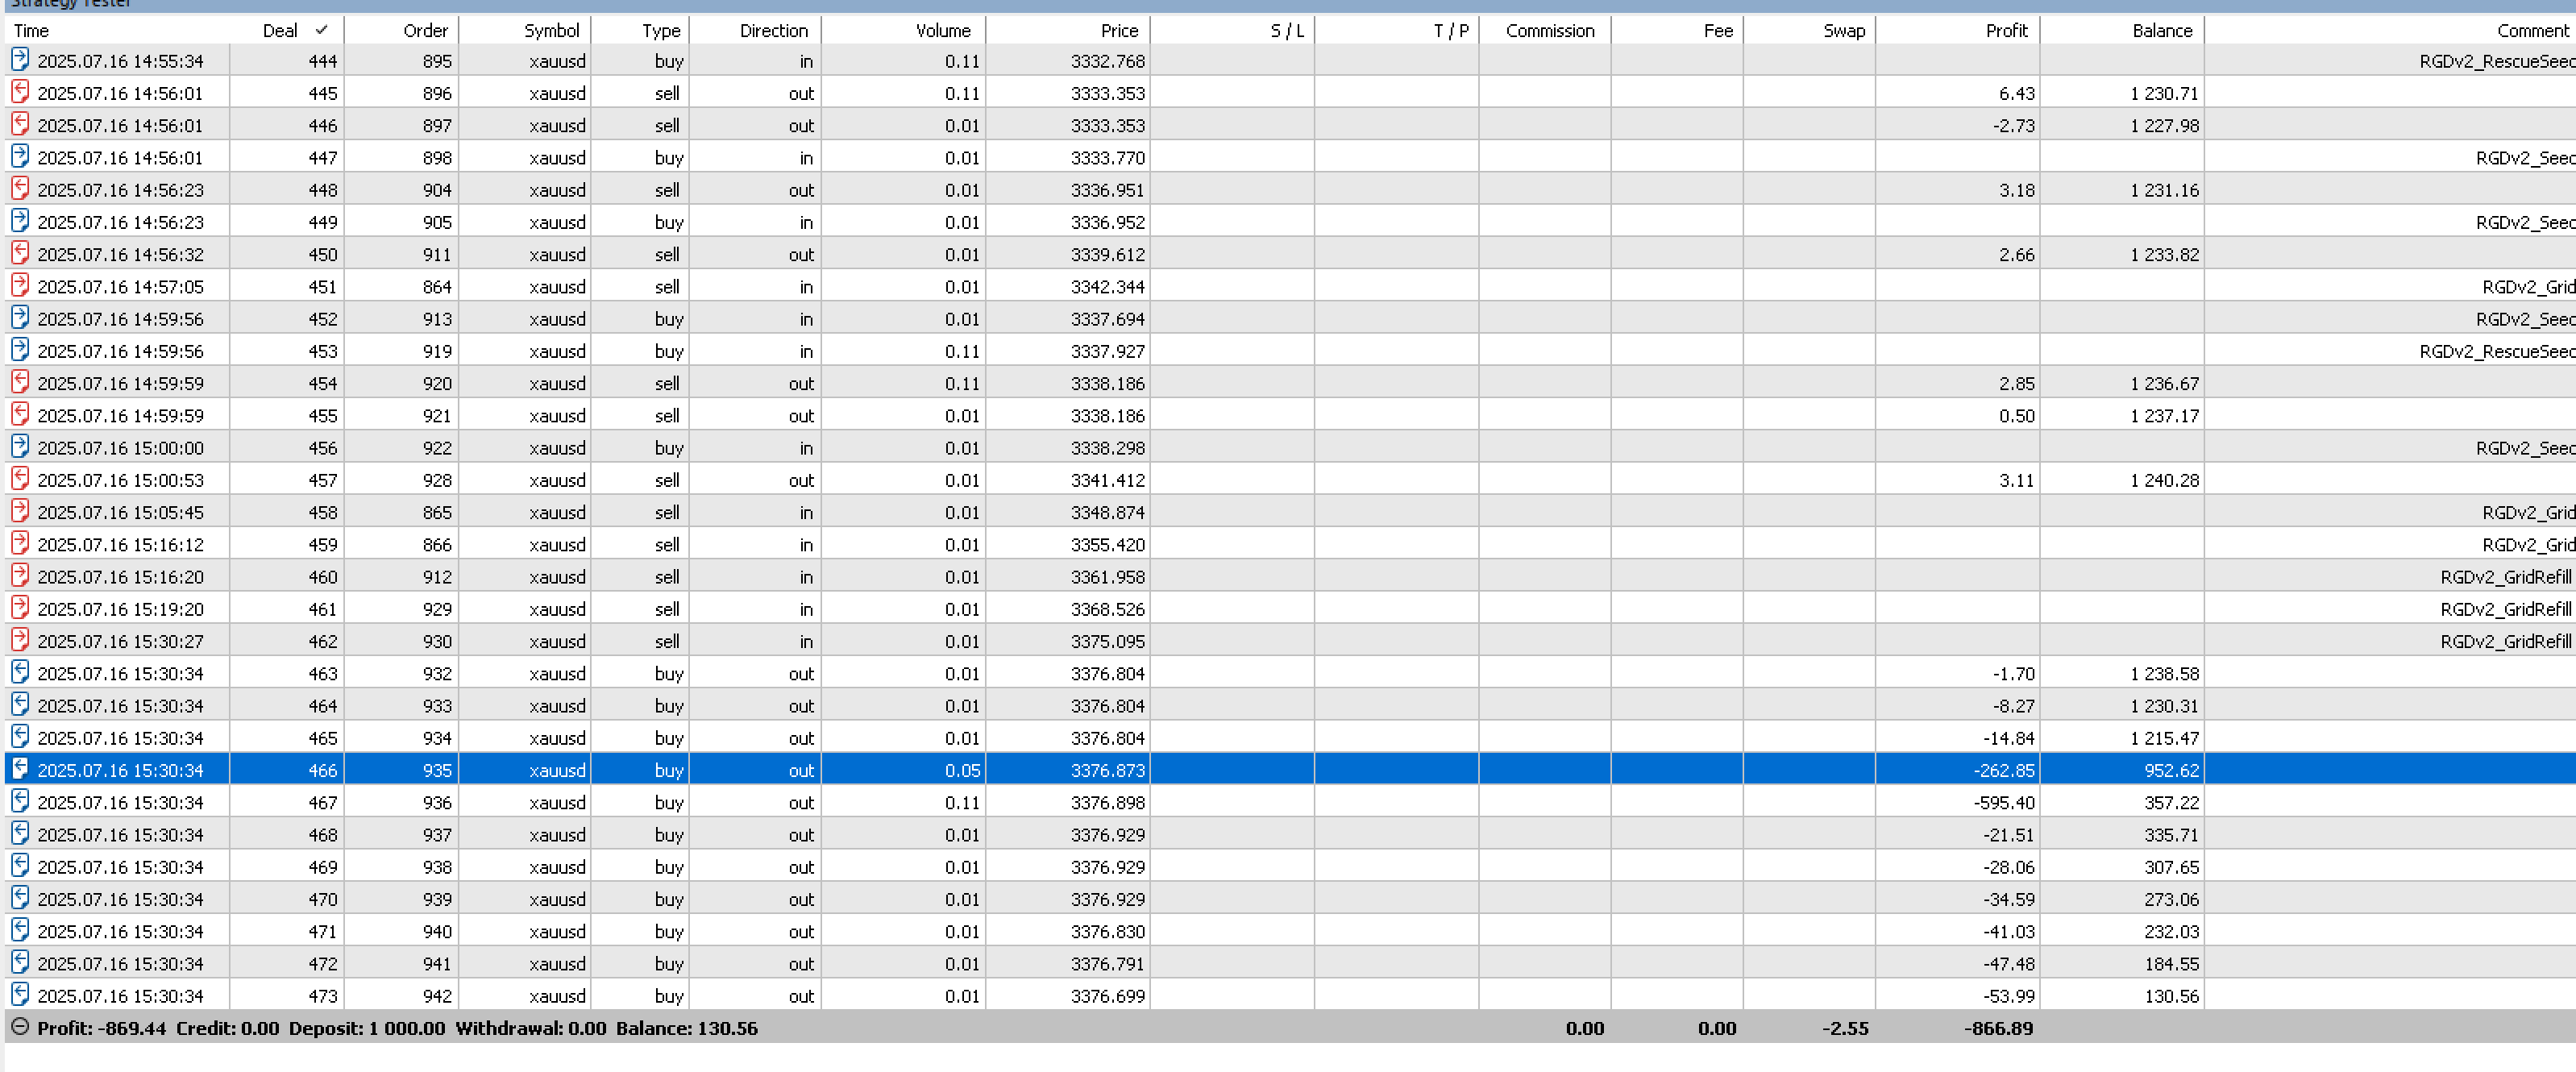 Strategy Tester
Time Deal Order Symbol Type Direction Volume Price S / L T / P Commission Fee Swap Profit Balance Comment
2025.07.16 14:55:34 444 895 xauusd buy in 0.11 3332.768 RGDv2_RescueSeed
2025.07.16 14:56:01 445 896 xauusd sell out 0.11 3333.353 6.43 1 230.71
2025.07.16 14:56:01 446 897 xauusd sell out 0.01 3333.353 -2.73 1 227.98
2025.07.16 14:56:01 447 898 xauusd buy in 0.01 3333.770 RGDv2_Seed
2025.07.16 14:56:23 448 904 xauusd sell out 0.01 3336.951 3.18 1 231.16
2025.07.16 14:56:23 449 905 xauusd buy in 0.01 3336.952 RGDv2_Seed
2025.07.16 14:56:32 450 911 xauusd sell out 0.01 3339.612 2.66 1 233.82
2025.07.16 14:57:05 451 864 xauusd sell in 0.01 3342.344 RGDv2_Grid
2025.07.16 14:59:56 452 913 xauusd buy in 0.01 3337.694 RGDv2_Seed
2025.07.16 14:59:56 453 919 xauusd buy in 0.11 3337.927 RGDv2_RescueSeed
2025.07.16 14:59:59 454 920 xauusd sell out 0.11 3338.186 2.85 1 236.67
2025.07.16 14:59:59 455 921 xauusd sell out 0.01 3338.186 0.50 1 237.17
2025.07.16 15:00:00 456 922 xauusd buy in 0.01 3338.298 RGDv2_Seed
2025.07.16 15:00:53 457 928 xauusd sell out 0.01 3341.412 3.11 1 240.28
2025.07.16 15:05:45 458 865 xauusd sell in 0.01 3348.874 RGDv2_Grid
2025.07.16 15:16:12 459 866 xauusd sell in 0.01 3355.420 RGDv2_Grid
2025.07.16 15:16:20 460 912 xauusd sell in 0.01 3361.958 RGDv2_GridRefill
2025.07.16 15:19:20 461 929 xauusd sell in 0.01 3368.526 RGDv2_GridRefill
2025.07.16 15:30:27 462 930 xauusd sell in 0.01 3375.095 RGDv2_GridRefill
2025.07.16 15:30:34 463 932 xauusd buy out 0.01 3376.804 -1.70 1 238.58
2025.07.16 15:30:34 464 933 xauusd buy out 0.01 3376.804 -8.27 1 230.31
2025.07.16 15:30:34 465 934 xauusd buy out 0.01 3376.804 -14.84 1 215.47
2025.07.16 15:30:34 466 935 xauusd buy out 0.05 3376.873 -262.85 952.62
2025.07.16 15:30:34 467 936 xauusd buy out 0.11 3376.898 -595.40 357.22
2025.07.16 15:30:34 468 937 xauusd buy out 0.01 3376.929 -21.51 335.71
2025.07.16 15:30:34 469 938 xauusd buy out 0.01 3376.929 -28.06 307.65
2025.07.16 15:30:34 470 939 xauusd buy out 0.01 3376.929 -34.59 273.06
2025.07.16 15:30:34 471 940 xauusd buy out 0.01 3376.830 -41.03 232.03
2025.07.16 15:30:34 472 941 xauusd buy out 0.01 3376.791 -47.48 184.55
2025.07.16 15:30:34 473 942 xauusd buy out 0.01 3376.699 -53.99 130.56
Profit: -869.44 Credit: 0.00 Deposit: 1 000.00 Withdrawal: 0.00 Balance: 130.56 0.00 0.00 -2.55 -866.89